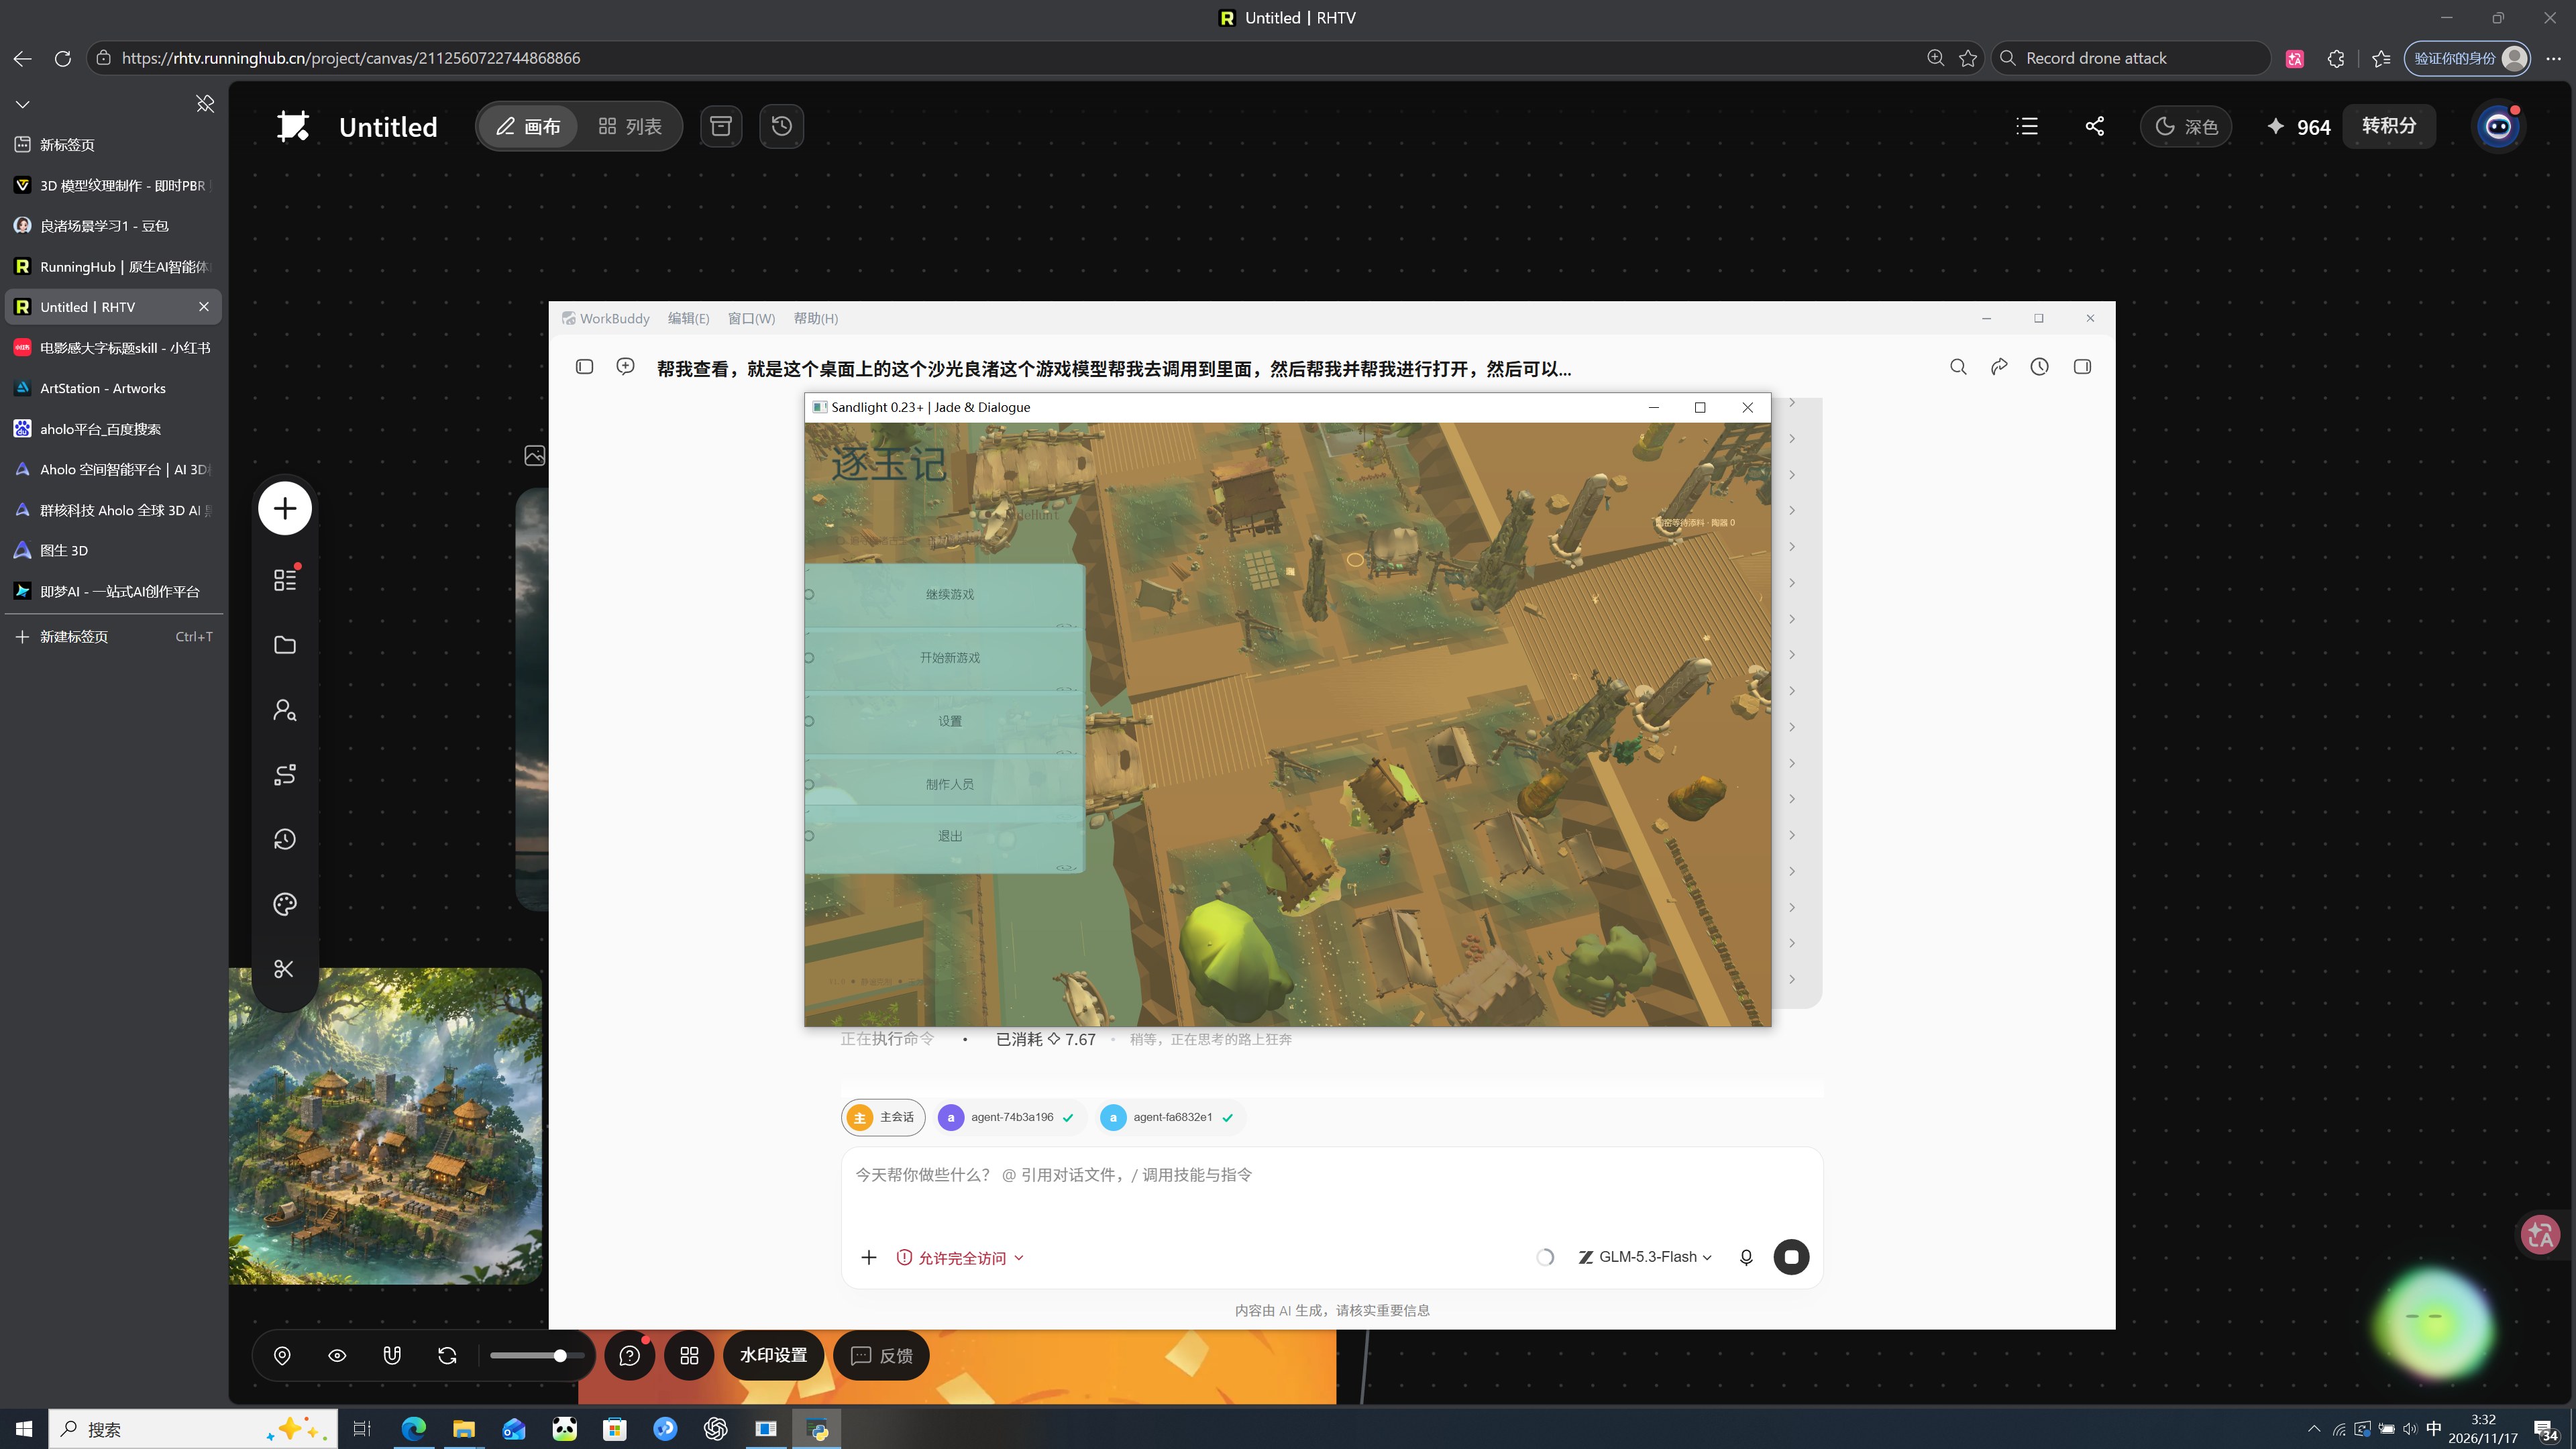 Untitled | RHTV
https://rhtv.runninghub.cn/project/canvas/2112560722744868866
Record drone attack
验证你的身份
新标签页
3D 模型纹理制作 - 即时PBR
良渚场景学习1 - 豆包
RunningHub | 原生AI智能体
Untitled | RHTV
电影感大字标题skill - 小红书
ArtStation - Artworks
aholo平台_百度搜索
Aholo 空间智能平台 | AI 3D
群核科技 Aholo 全球 3D AI
图生 3D
即梦AI - 一站式AI创作平台
新建标签页
Ctrl+T
Untitled
画布
列表
深色
964
转积分
WorkBuddy
编辑(E)
窗口(W)
帮助(H)
帮我查看，就是这个桌面上的这个沙光良渚这个游戏模型帮我去调用到里面，然后帮我并帮我进行打开，然后可以...
Sandlight 0.23+ | Jade & Dialogue
逐玉记
窑等待添料 · 陶器 0
继续游戏
开始新游戏
设置
制作人员
退出
正在执行命令
•
已消耗 7.67
• 稍等，正在思考的路上狂奔
主
主会话
a
agent-74b3a196
a
agent-fa6832e1
今天帮你做些什么？ @ 引用对话文件，/ 调用技能与指令
允许完全访问
GLM-5.3-Flash
内容由 AI 生成，请核实重要信息
水印设置
反馈
搜索
中
3:32
2026/11/17
34